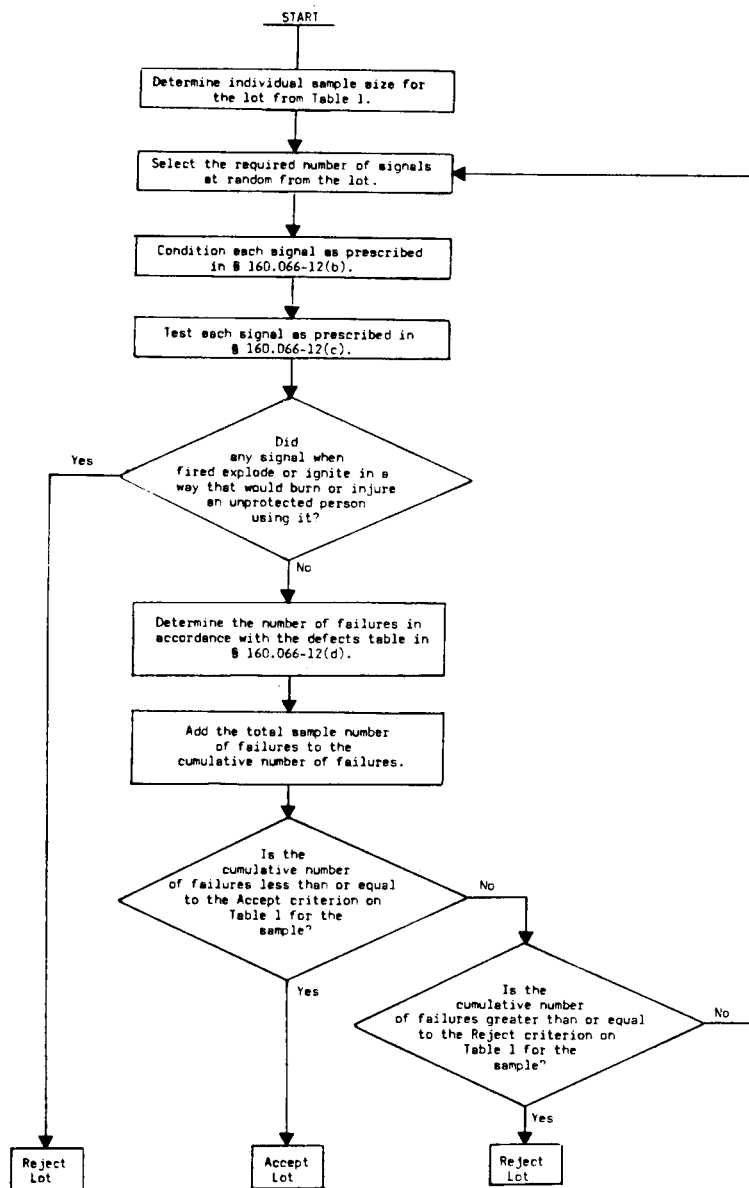 START
Determine individual sample size for
the lot from Table 1.
Select the required number of signals
at random from the lot.
Condition each signal as prescribed
in § 160.066-12(b).
Test each signal as prescribed in
§ 160.066-12(c).
Did
any signal when
fired explode or ignite in a
way that would burn or injure
an unprotected person
using it?
Yes
No
Determine the number of failures in
accordance with the defects table in
§ 160.066-12(d).
Add the total sample number
of failures to the
cumulative number of failures.
Is the
cumulative number
of failures less than or equal
to the Accept criterion on
Table 1 for the
sample?
No
Yes
Is the
cumulative number
of failures greater than or equal
to the Reject criterion on
Table 1 for the
sample?
No
Yes
Reject
Lot
Accept
Lot
Reject
Lot